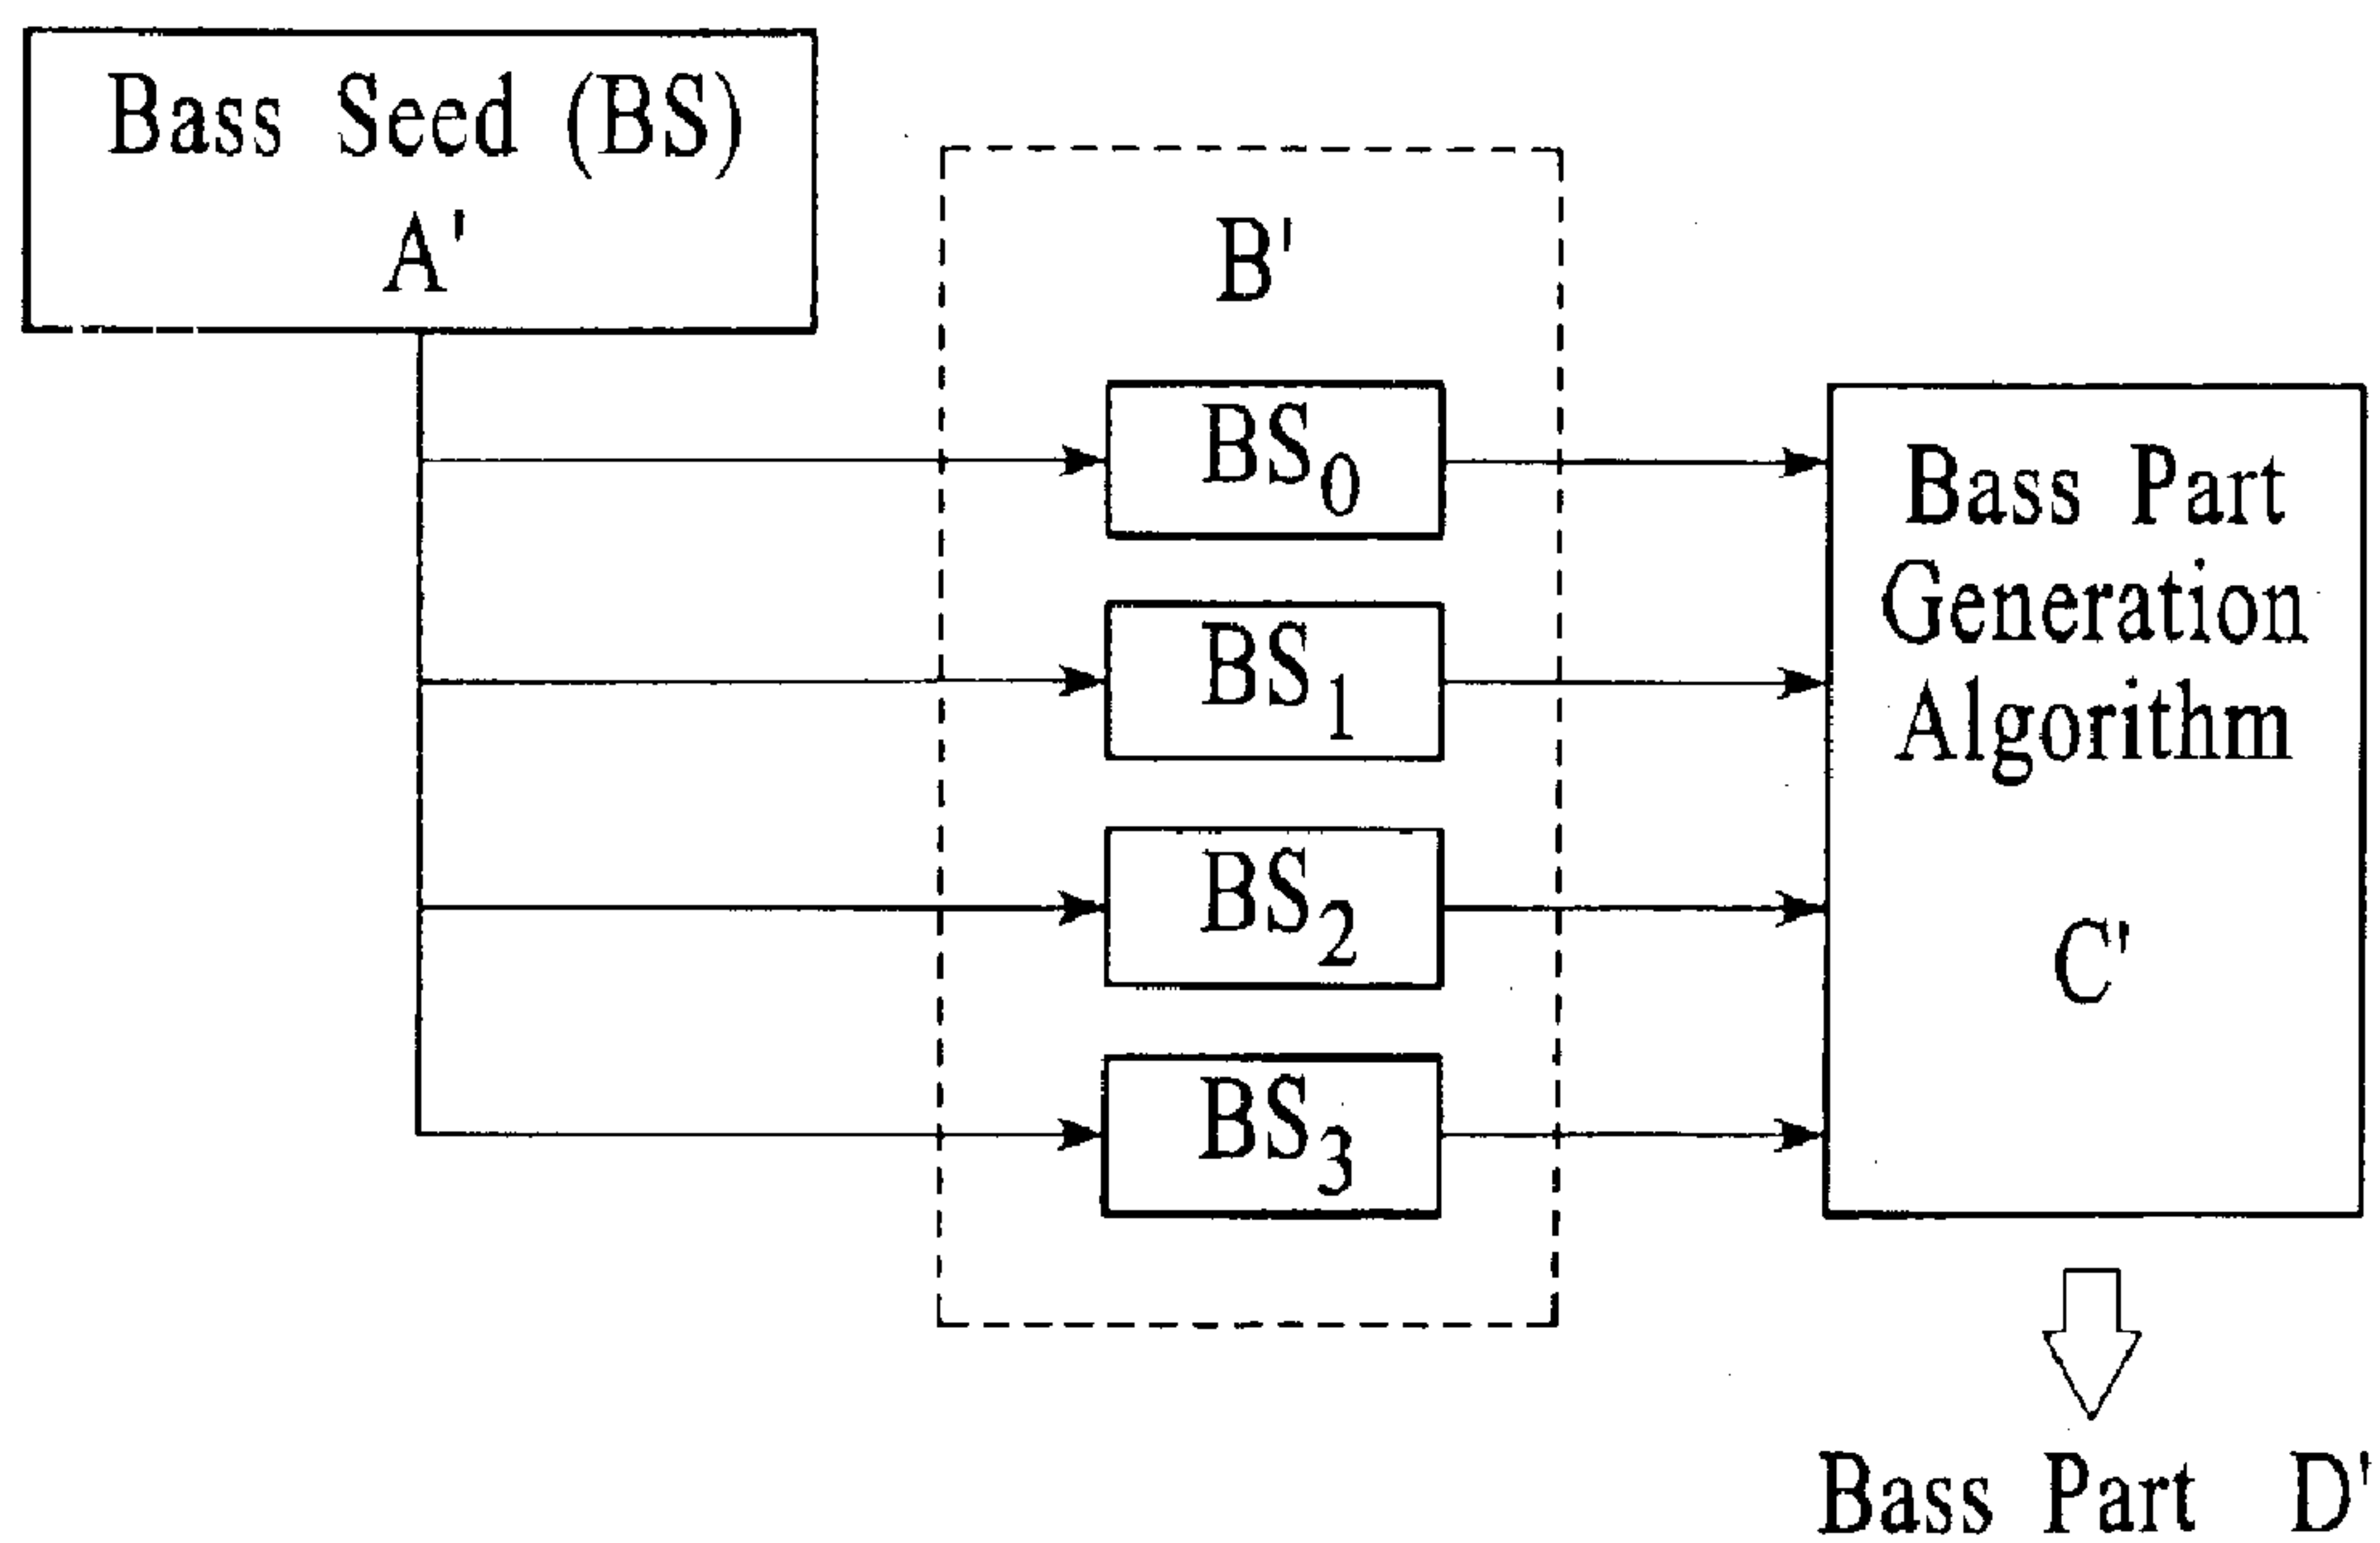 Bass Seed (BS)
A'
B'
BS0
BS1
BS2
BS3
Bass Part
Generation
Algorithm
C'
Bass Part D'